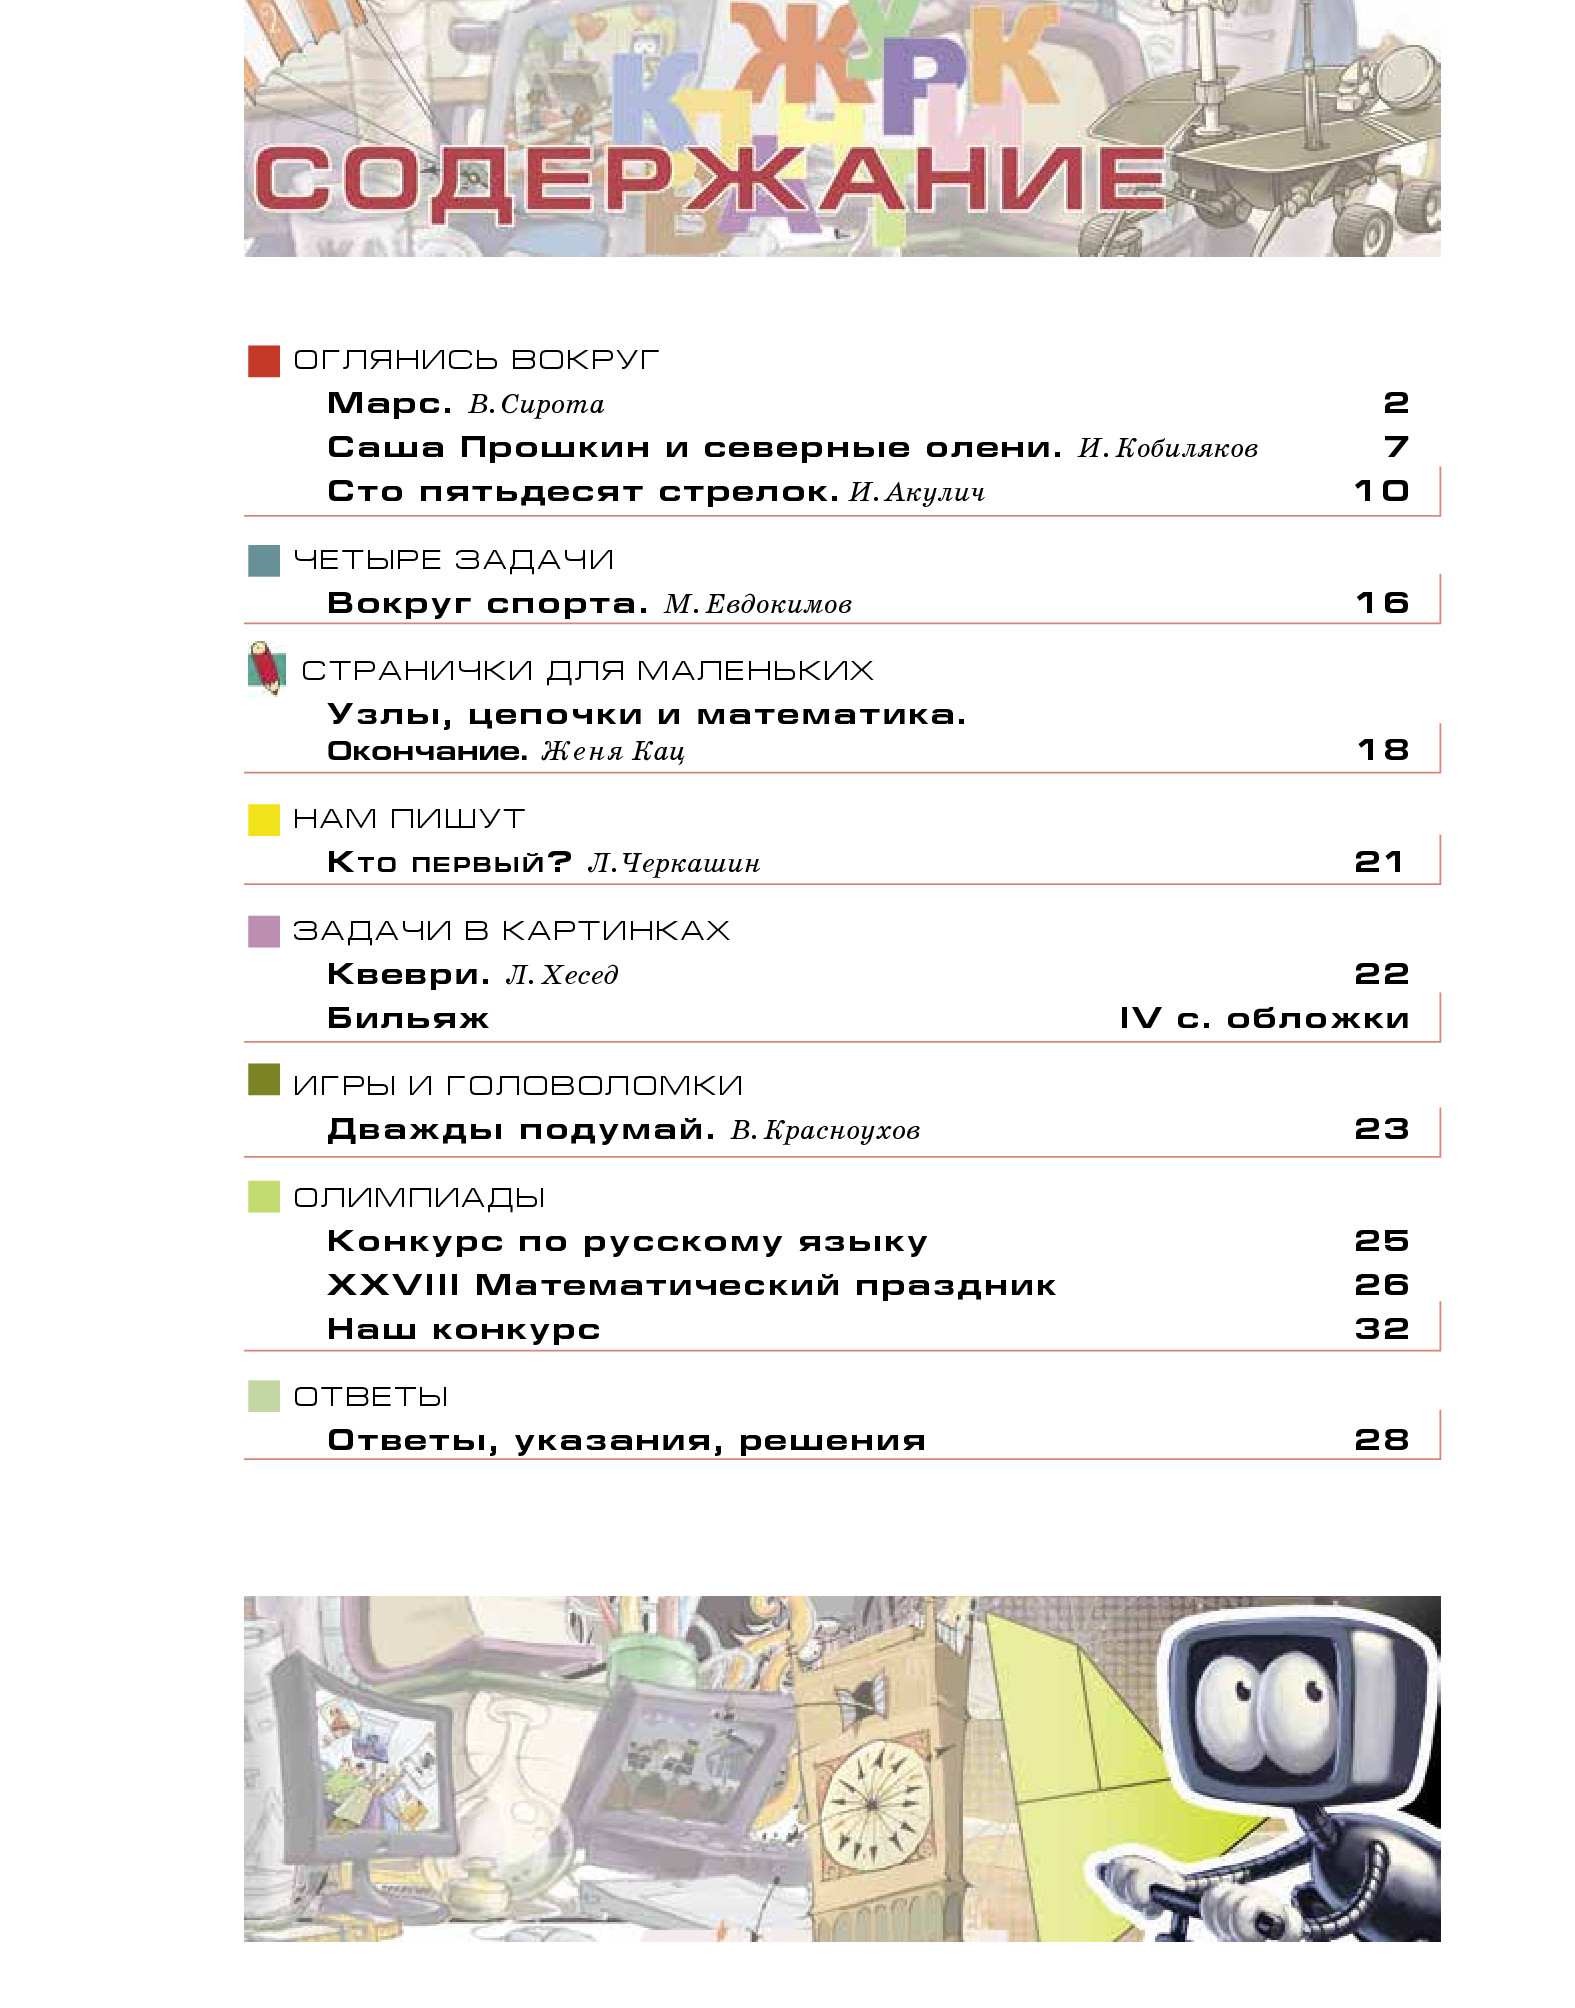 СОДЕРЖАНИЕ
ОГЛЯНИСЬ ВОКРУГ
Марс. В. Сирота 2
Саша Прошкин и северные олени. И. Кобиляков 7
Сто пятьдесят стрелок. И. Акулич 10
ЧЕТЫРЕ ЗАДАЧИ
Вокруг спорта. М. Евдокимов 16
СТРАНИЧКИ ДЛЯ МАЛЕНЬКИХ
Узлы, цепочки и математика.
Окончание. Женя Кац 18
НАМ ПИШУТ
Кто первый? Л. Черкашин 21
ЗАДАЧИ В КАРТИНКАХ
Квеври. Л. Хесед 22
Бильяж IV с. обложки
ИГРЫ И ГОЛОВОЛОМКИ
Дважды подумай. В. Красноухов 23
ОЛИМПИАДЫ
Конкурс по русскому языку 25
XXVIII Математический праздник 26
Наш конкурс 32
ОТВЕТЫ
Ответы, указания, решения 28